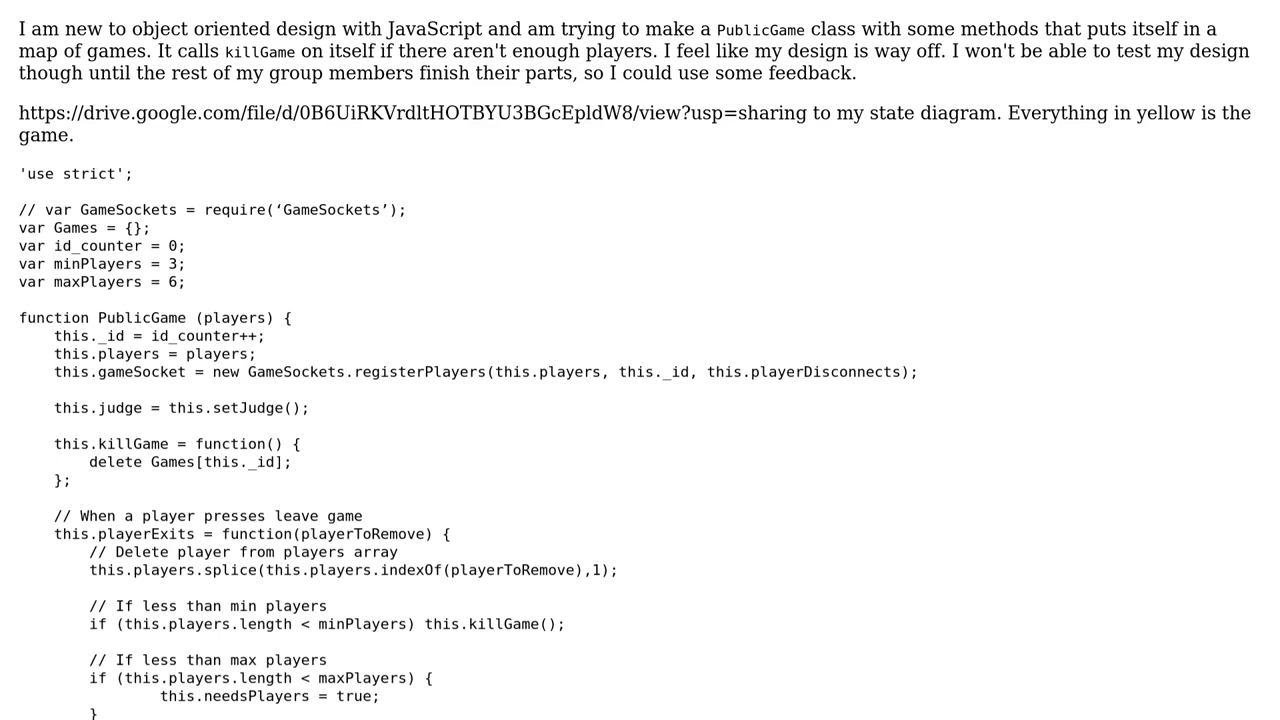 I am new to object oriented design with JavaScript and am trying to make a PublicGame class with some methods that puts itself in a
map of games. It calls killGame on itself if there aren't enough players. I feel like my design is way off. I won't be able to test my design
though until the rest of my group members finish their parts, so I could use some feedback.
https://drive.google.com/file/d/0B6UiRKVrdltHOTBYU3BGcEpldW8/view?usp=sharing to my state diagram. Everything in yellow is the
game.
'use strict';
// var GameSockets = require(‘GameSockets’);
var Games = {};
var id_counter = 0;
var minPlayers = 3;
var maxPlayers = 6;
function PublicGame (players) {
    this._id = id_counter++;
    this.players = players;
    this.gameSocket = new GameSockets.registerPlayers(this.players, this._id, this.playerDisconnects);
    this.judge = this.setJudge();
    this.killGame = function() {
        delete Games[this._id];
    };
    // When a player presses leave game
    this.playerExits = function(playerToRemove) {
        // Delete player from players array
        this.players.splice(this.players.indexOf(playerToRemove),1);
        // If less than min players
        if (this.players.length < minPlayers) this.killGame();
        // If less than max players
        if (this.players.length < maxPlayers) {
                this.needsPlayers = true;
        }